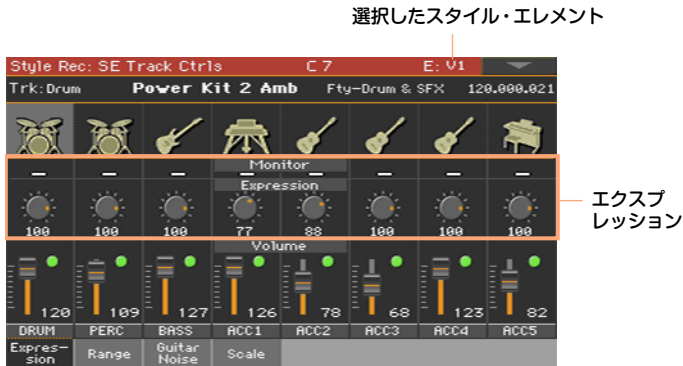 選択したスタイル・エレメント
Style Rec: SE Track Ctrls C 7 E: V1
Trk: Drum Power Kit 2 Amb Fty-Drum & SFX 120.000.021
Monitor
Expression
エクスプ
レッション
100 100 100 77 88 100 100 100
Volume
120 109 127 126 78 68 123 82
DRUM PERC BASS ACC1 ACC2 ACC3 ACC4 ACC5
Expres-
sion
Range
Guitar
Noise
Scale